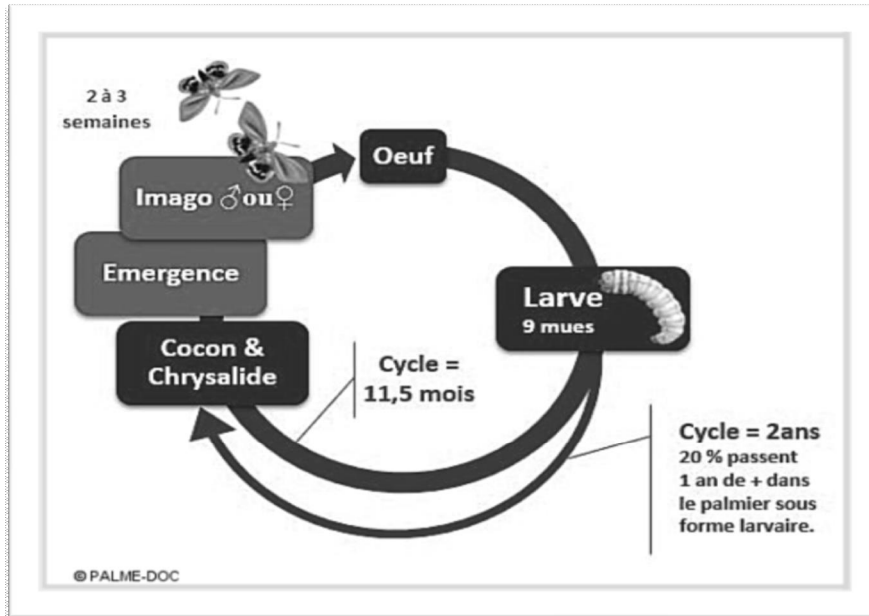 2 à 3
semaines
Oeuf
Imago ♂ou♀
Emergence
Larve
9 mues
Cocon &
Chrysalide
Cycle =
11,5 mois
Cycle = 2ans
20 % passent
1 an de + dans
le palmier sous
forme larvaire.
© PALME-DOC